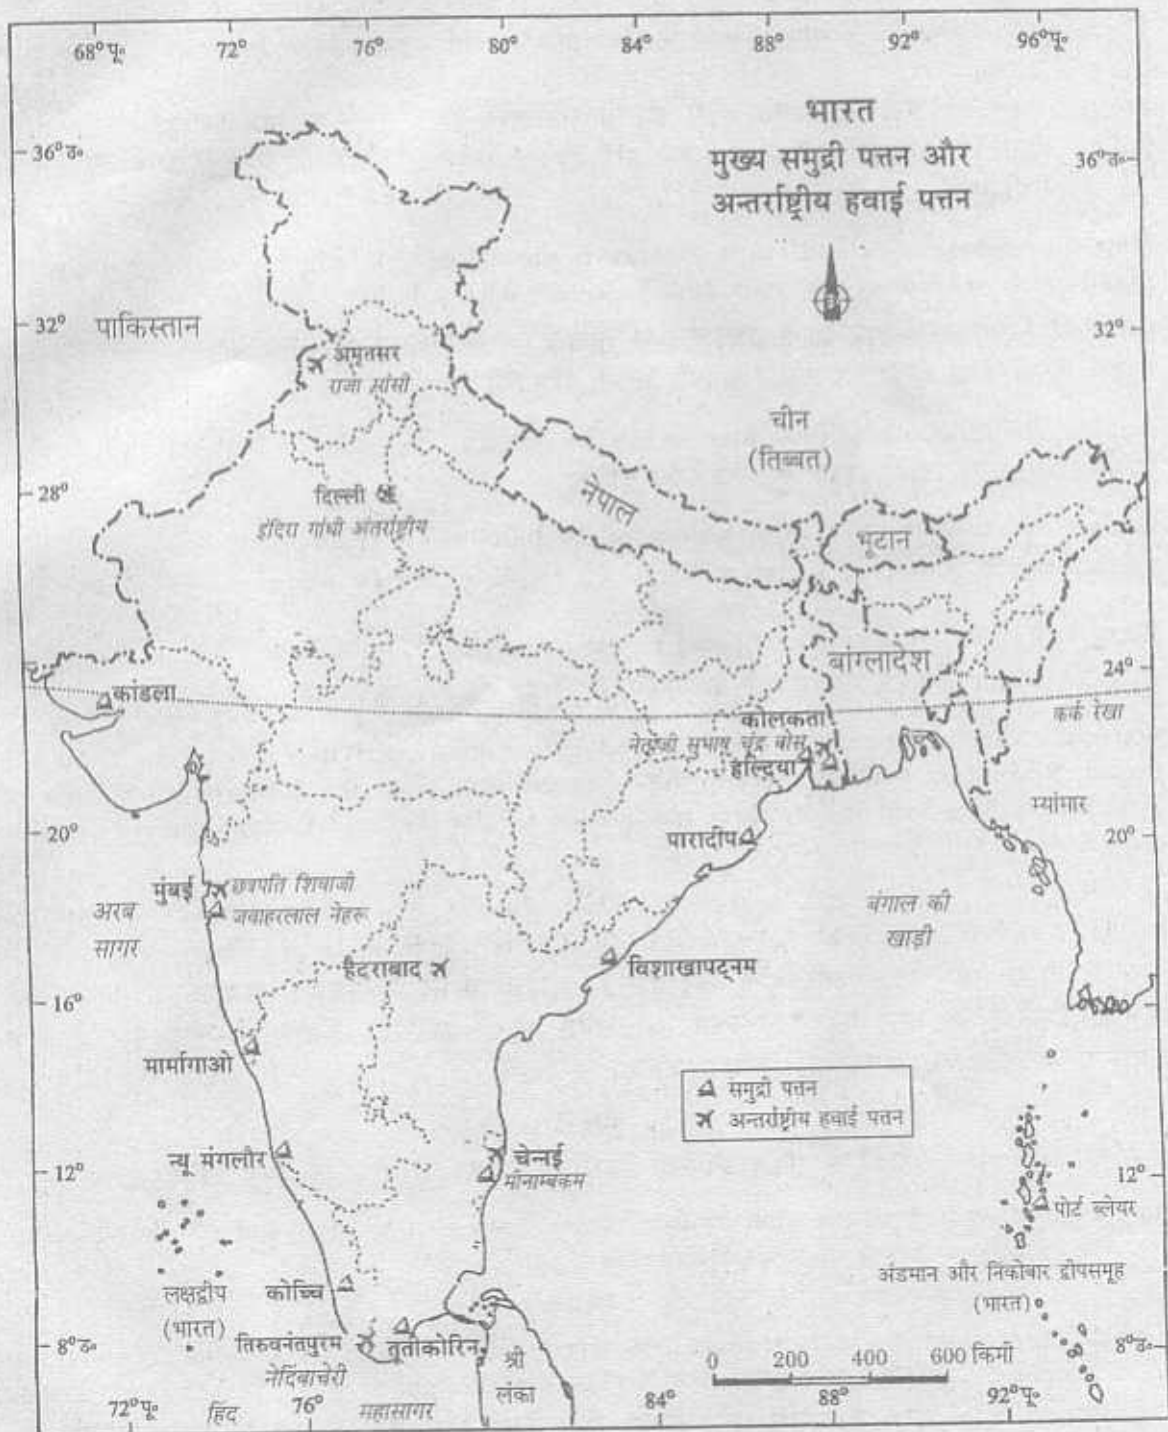 68°पू॰ 72° 76° 80° 84° 88° 92° 96°पू॰
भारत
मुख्य समुद्री पत्तन और
अन्तर्राष्ट्रीय हवाई पत्तन
36°उ॰ 36°उ॰
32° पाकिस्तान 32°
अमृतसर
राजा सांसी
चीन
(तिब्बत)
28° दिल्ली नेपाल 28°
इंदिरा गांधी अंतर्राष्ट्रीय
भूटान
बांग्लादेश 24°
कांडला
कोलकता कर्क रेखा
नेताजी सुभाष चंद्र बोस
हल्दिया
म्यांमार
20° पारादीप 20°
मुंबई छत्रपति शिवाजी
जवाहरलाल नेहरू
अरब
सागर
बंगाल की
खाड़ी
हैदराबाद विशाखापट्नम
16°
मार्मागाओ
समुद्री पत्तन
अन्तर्राष्ट्रीय हवाई पत्तन
न्यू मंगलौर चेन्नई
12° मीनाम्बकम 12°
पोर्ट ब्लेयर
लक्षद्वीप
(भारत)
कोच्चि
अंडमान और निकोबार द्वीपसमूह
(भारत)
8°उ॰ तिरुवनंतपुरम तूतीकोरिन 8°उ॰
नेदिंबाचेरी
श्री
लंका
0 200 400 600 किमी
72°पू॰ हिंद 76° महासागर 84° 88° 92°पू॰